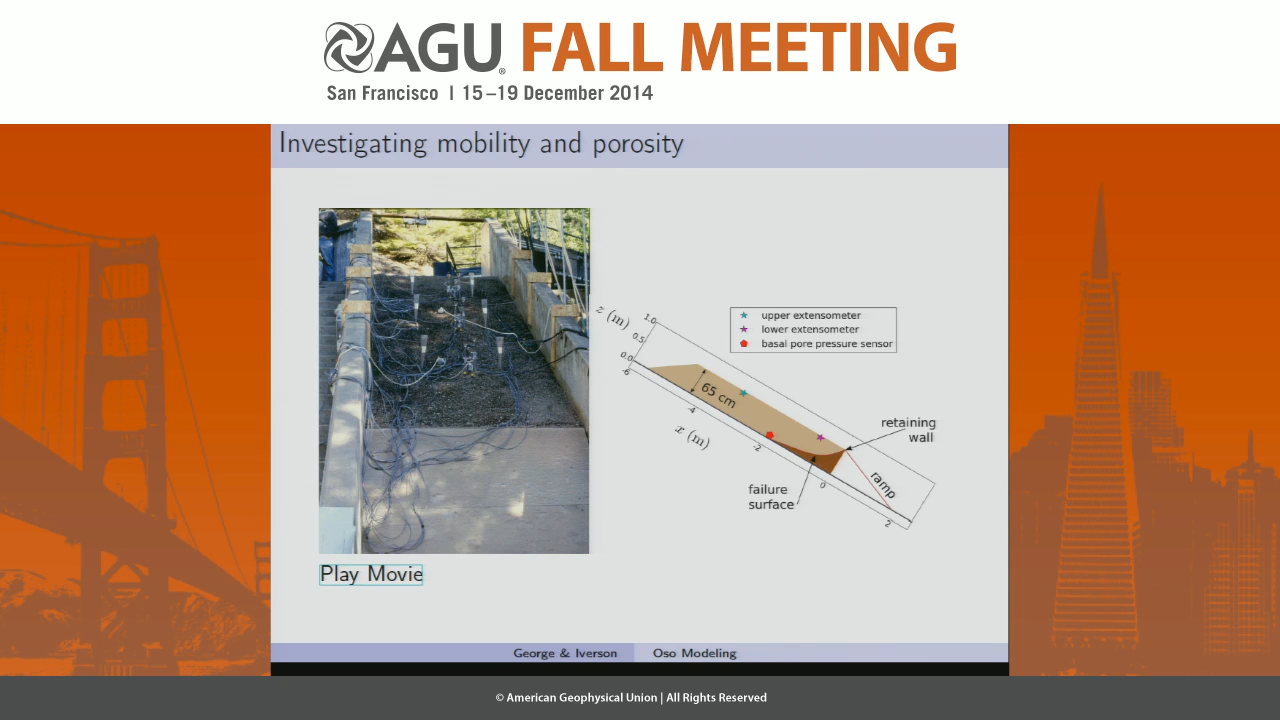 AGU® FALL MEETING
San Francisco | 15–19 December 2014
Investigating mobility and porosity
upper extensometer
lower extensometer
basal pore pressure sensor
z (m)
1.0
0.5
0.0
-6
65 cm
-4
x (m)
-2
0
2
retaining
wall
ramp
failure
surface
Play Movie
George & Iverson Oso Modeling
© American Geophysical Union | All Rights Reserved